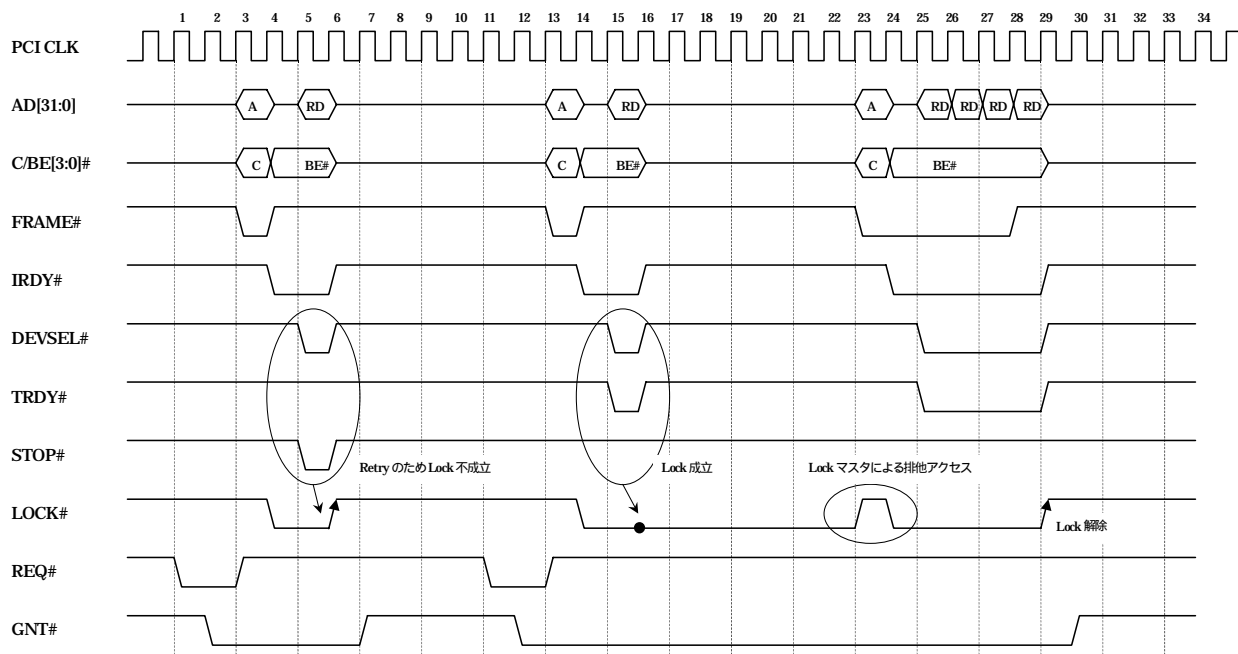 1 2 3 4 5 6 7 8 9 10 11 12 13 14 15 16 17 18 19 20 21 22 23 24 25 26 27 28 29 30 31 32 33 34
PCI CLK
AD[31:0] A RD A RD A RD RD RD RD
C/BE[3:0]# C BE# C BE# C BE#
FRAME#
IRDY#
DEVSEL#
TRDY#
STOP#
Retry のため Lock 不成立 Lock 成立 Lock マスタによる排他アクセス
LOCK#
Lock 解除
REQ#
GNT#